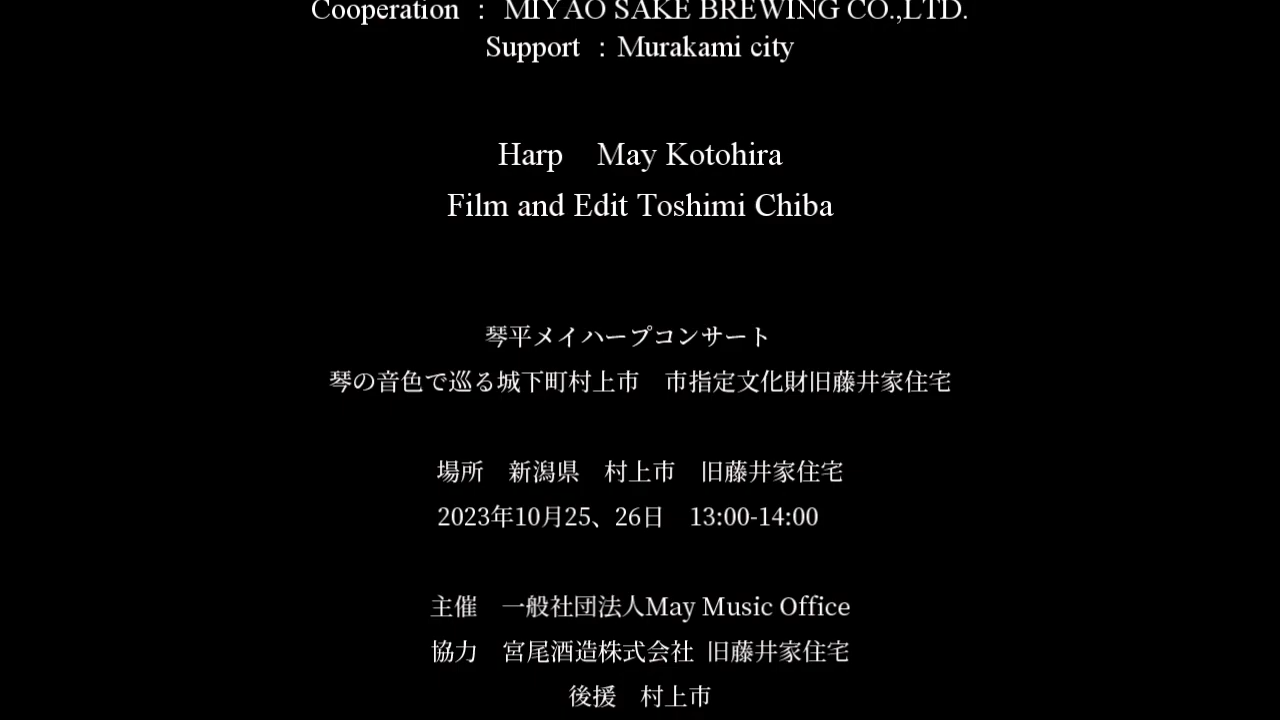 Cooperation : MIYAO SAKE BREWING CO.,LTD.
Support : Murakami city
Harp　May Kotohira
Film and Edit Toshimi Chiba
琴平メイハープコンサート
琴の音色で巡る城下町村上市　市指定文化財旧藤井家住宅
場所　新潟県　村上市　旧藤井家住宅
2023年10月25、26日　13:00-14:00
主催　一般社団法人May Music Office
協力　宮尾酒造株式会社 旧藤井家住宅
後援　村上市